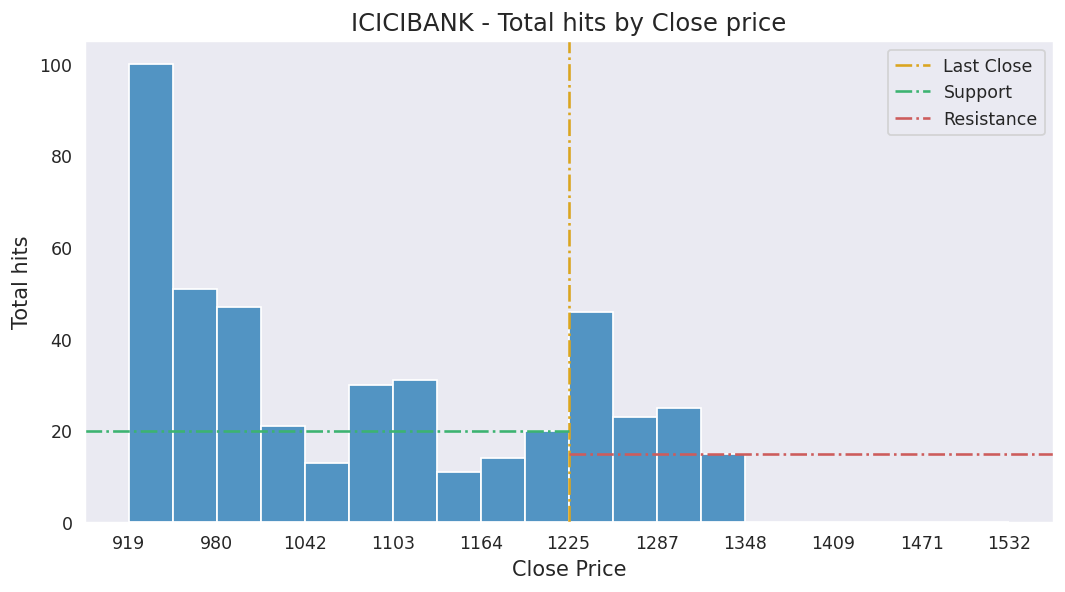 ICICIBANK - Total hits by Close price
Last Close
Support
Resistance
Total hits
100
80
60
40
20
0
919 980 1042 1103 1164 1225 1287 1348 1409 1471 1532
Close Price